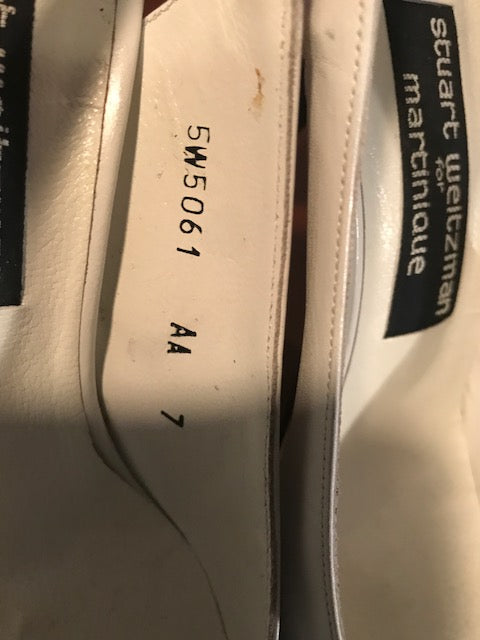 5W5061 AA 7
stuart weitzman
for
martinique